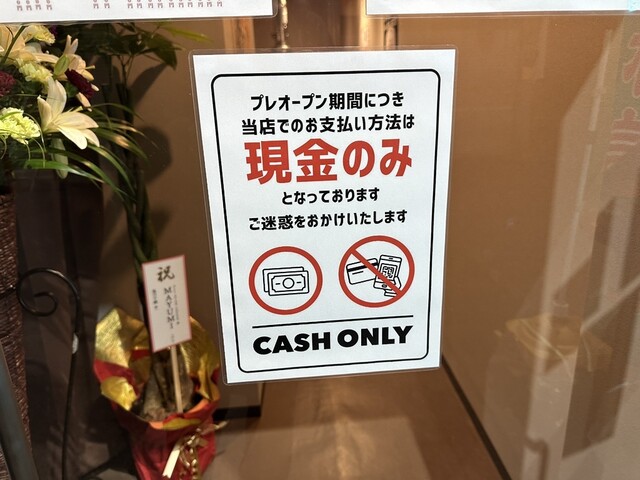 プレオープン期間につき
当店でのお支払い方法は
現金のみ
となっております
ご迷惑をおかけいたします
CASH ONLY
祝
MAYUMI